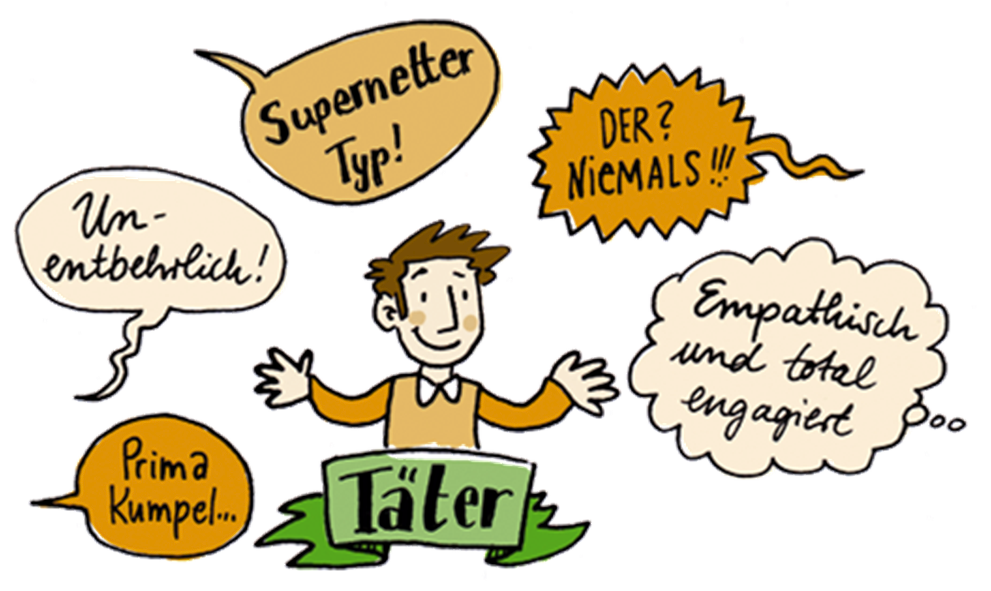 Supernetter
Typ!
DER?
NIEMALS!!!
Un-
entbehrlich!
Empathisch
und total
engagiert
Prima
Kumpel...
Täter